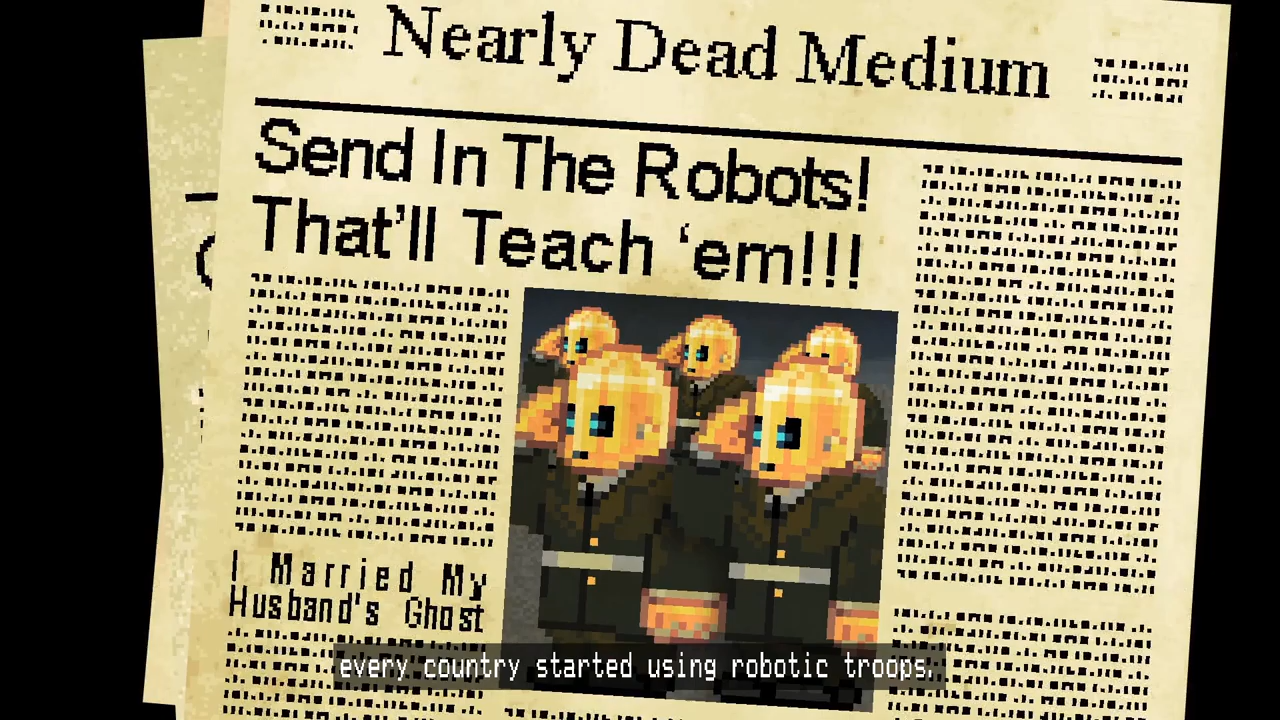 Nearly Dead Medium
Send In The Robots!
That'll Teach 'em!!!
I Married My
Husband's Ghost
every country started using robotic troops.